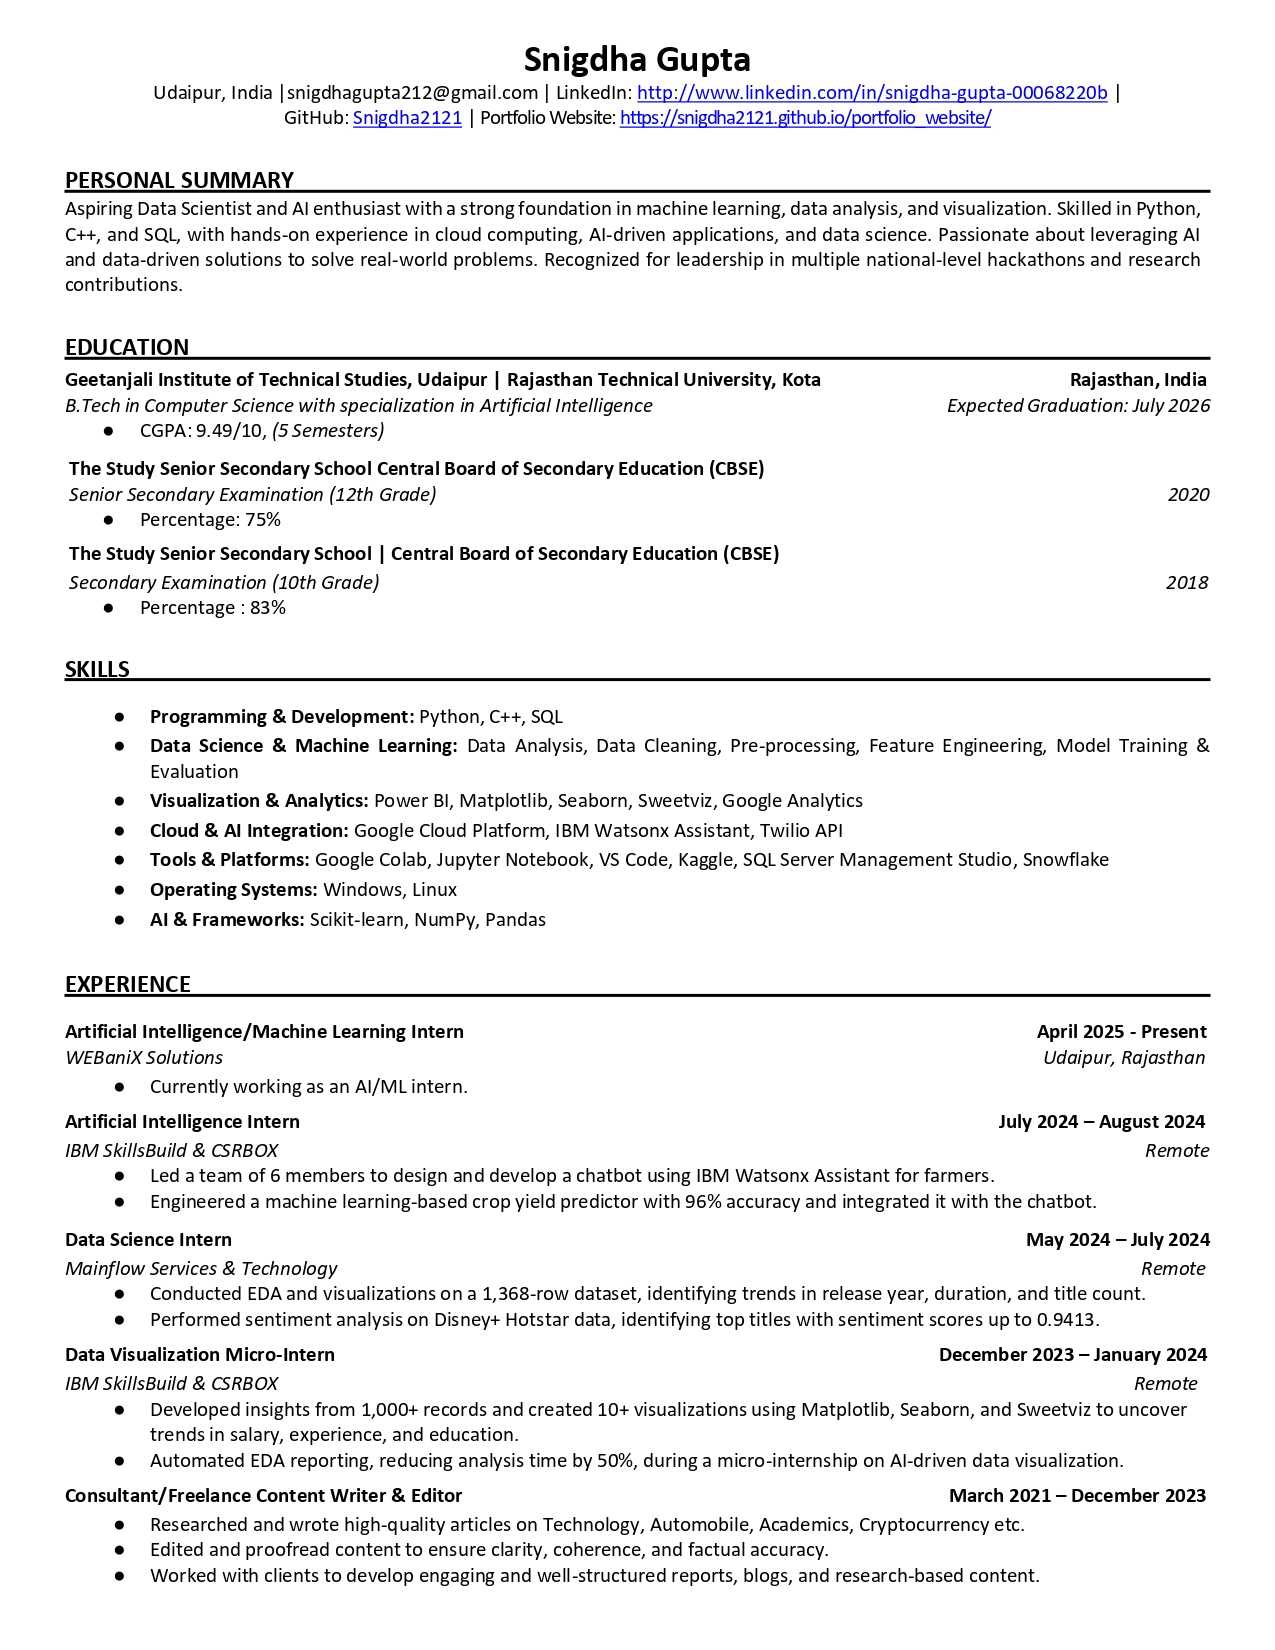 Snigdha Gupta
Udaipur, India |snigdhagupta212@gmail.com | LinkedIn: http://www.linkedin.com/in/snigdha-gupta-00068220b |
GitHub: Snigdha2121 | Portfolio Website: https://snigdha2121.github.io/portfolio_website/
PERSONAL SUMMARY
Aspiring Data Scientist and AI enthusiast with a strong foundation in machine learning, data analysis, and visualization. Skilled in Python,
C++, and SQL, with hands-on experience in cloud computing, AI-driven applications, and data science. Passionate about leveraging AI
and data-driven solutions to solve real-world problems. Recognized for leadership in multiple national-level hackathons and research
contributions.
EDUCATION
Geetanjali Institute of Technical Studies, Udaipur | Rajasthan Technical University, Kota Rajasthan, India
B.Tech in Computer Science with specialization in Artificial Intelligence Expected Graduation: July 2026
● CGPA: 9.49/10, (5 Semesters)
The Study Senior Secondary School Central Board of Secondary Education (CBSE)
Senior Secondary Examination (12th Grade) 2020
● Percentage: 75%
The Study Senior Secondary School | Central Board of Secondary Education (CBSE)
Secondary Examination (10th Grade) 2018
● Percentage : 83%
SKILLS
● Programming & Development: Python, C++, SQL
● Data Science & Machine Learning: Data Analysis, Data Cleaning, Pre-processing, Feature Engineering, Model Training &
Evaluation
● Visualization & Analytics: Power BI, Matplotlib, Seaborn, Sweetviz, Google Analytics
● Cloud & AI Integration: Google Cloud Platform, IBM Watsonx Assistant, Twilio API
● Tools & Platforms: Google Colab, Jupyter Notebook, VS Code, Kaggle, SQL Server Management Studio, Snowflake
● Operating Systems: Windows, Linux
● AI & Frameworks: Scikit-learn, NumPy, Pandas
EXPERIENCE
Artificial Intelligence/Machine Learning Intern April 2025 - Present
WEBaniX Solutions Udaipur, Rajasthan
● Currently working as an AI/ML intern.
Artificial Intelligence Intern July 2024 – August 2024
IBM SkillsBuild & CSRBOX Remote
● Led a team of 6 members to design and develop a chatbot using IBM Watsonx Assistant for farmers.
● Engineered a machine learning-based crop yield predictor with 96% accuracy and integrated it with the chatbot.
Data Science Intern May 2024 – July 2024
Mainflow Services & Technology Remote
● Conducted EDA and visualizations on a 1,368-row dataset, identifying trends in release year, duration, and title count.
● Performed sentiment analysis on Disney+ Hotstar data, identifying top titles with sentiment scores up to 0.9413.
Data Visualization Micro-Intern December 2023 – January 2024
IBM SkillsBuild & CSRBOX Remote
● Developed insights from 1,000+ records and created 10+ visualizations using Matplotlib, Seaborn, and Sweetviz to uncover
trends in salary, experience, and education.
● Automated EDA reporting, reducing analysis time by 50%, during a micro-internship on AI-driven data visualization.
Consultant/Freelance Content Writer & Editor March 2021 – December 2023
● Researched and wrote high-quality articles on Technology, Automobile, Academics, Cryptocurrency etc.
● Edited and proofread content to ensure clarity, coherence, and factual accuracy.
● Worked with clients to develop engaging and well-structured reports, blogs, and research-based content.